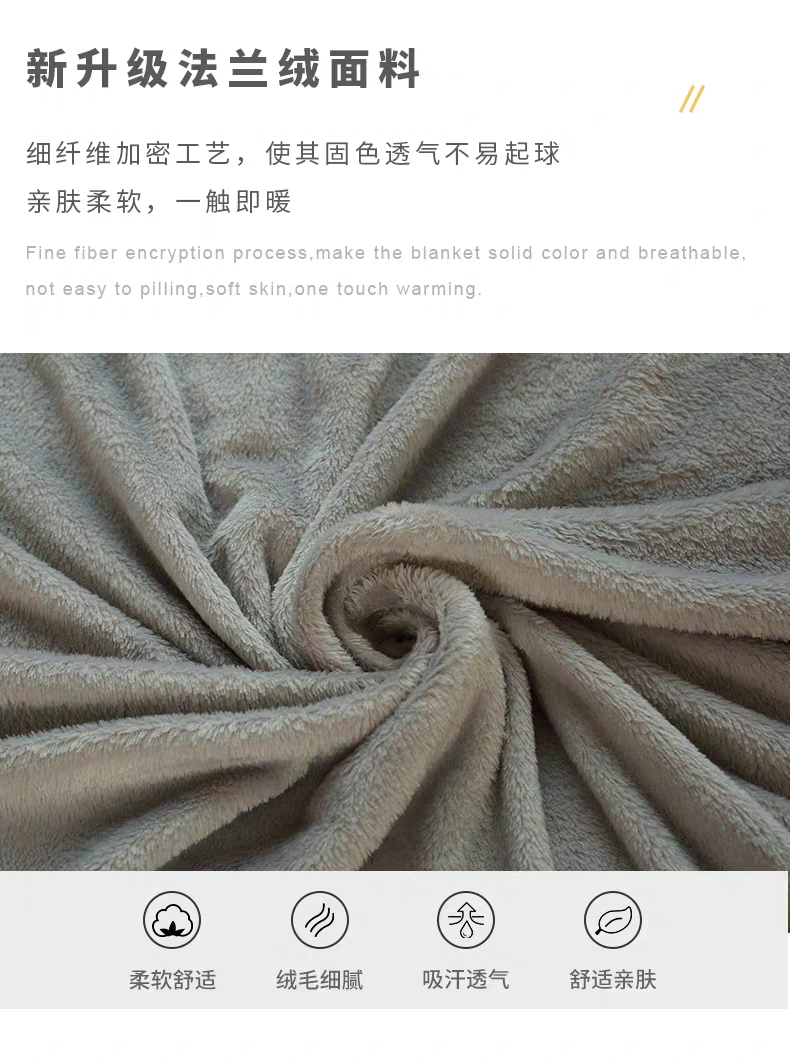 新升级法兰绒面料
细纤维加密工艺，使其固色透气不易起球
亲肤柔软，一触即暖
Fine fiber encryption process,make the blanket solid color and breathable,
not easy to pilling,soft skin,one touch warming.
柔软舒适
绒毛细腻
吸汗透气
舒适亲肤